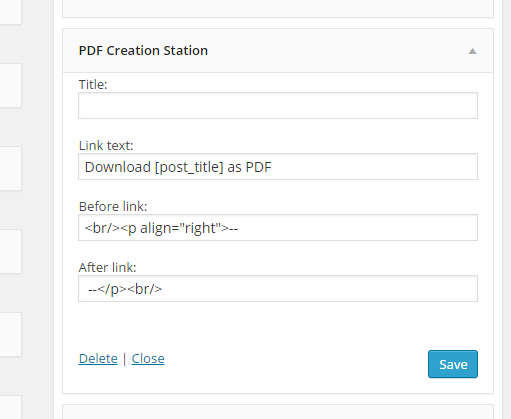 PDF Creation Station
Title:
Link text:
Download [post_title] as PDF
Before link:
<br/><p align="right">--
After link:
--</p><br/>
Delete | Close
Save